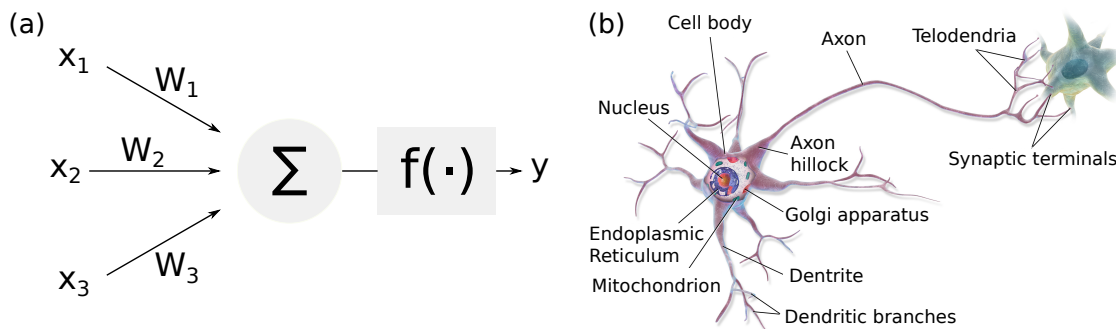 (a)
x1
W1
x2
W2
x3
W3
Σ
f(·)
y
(b)
Cell body
Axon
Telodendria
Nucleus
Axon
hillock
Synaptic terminals
Golgi apparatus
Endoplasmic
Reticulum
Mitochondrion
Dentrite
Dendritic branches